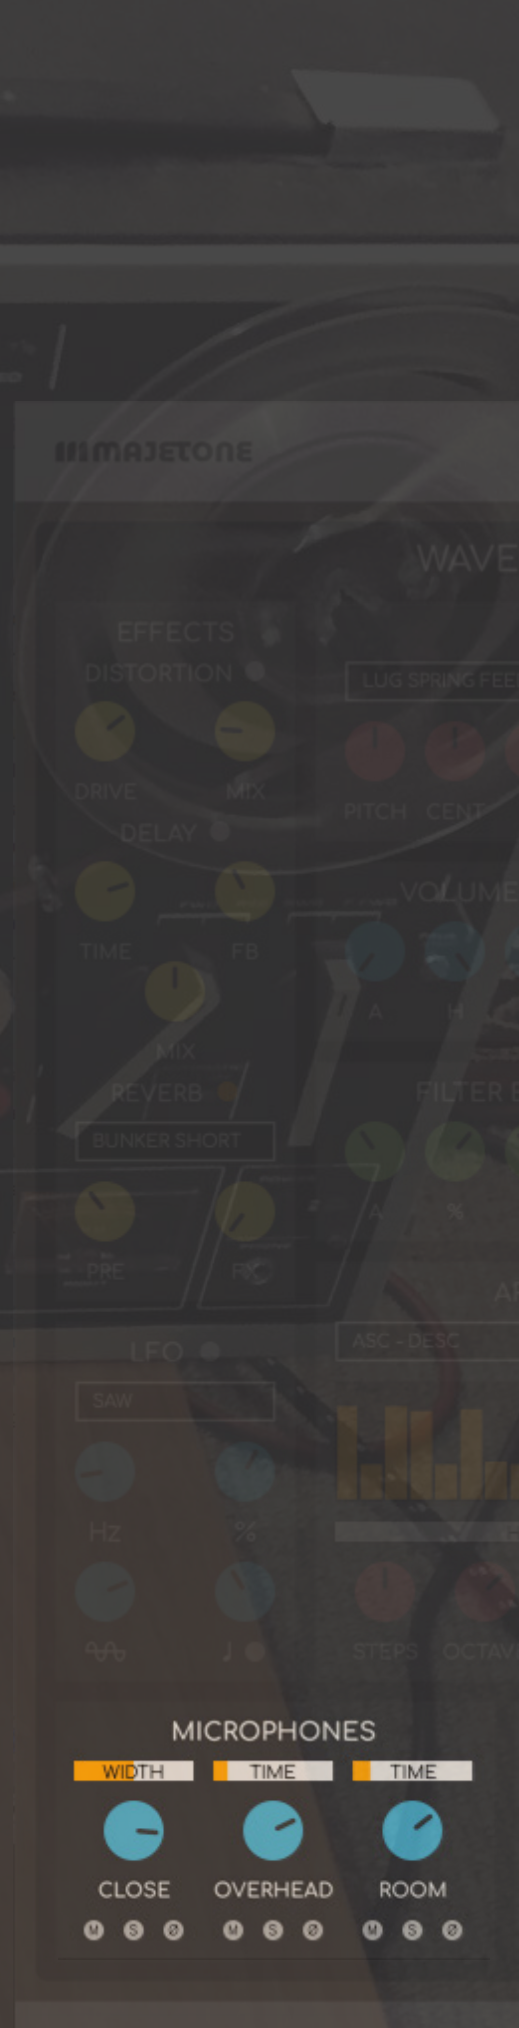 MAJETONE
WAVE
EFFECTS
DISTORTION
LUG SPRING FEE
DRIVE MIX
PITCH CENT
DELAY
VOLUME
TIME FB
A H
MIX
REVERB
FILTER E
BUNKER SHORT
A %
PRE FX
LFO
ASC - DESC
SAW
Hz %
STEPS OCTAV
MICROPHONES
WIDTH TIME TIME
CLOSE OVERHEAD ROOM
M S Ø M S Ø M S Ø